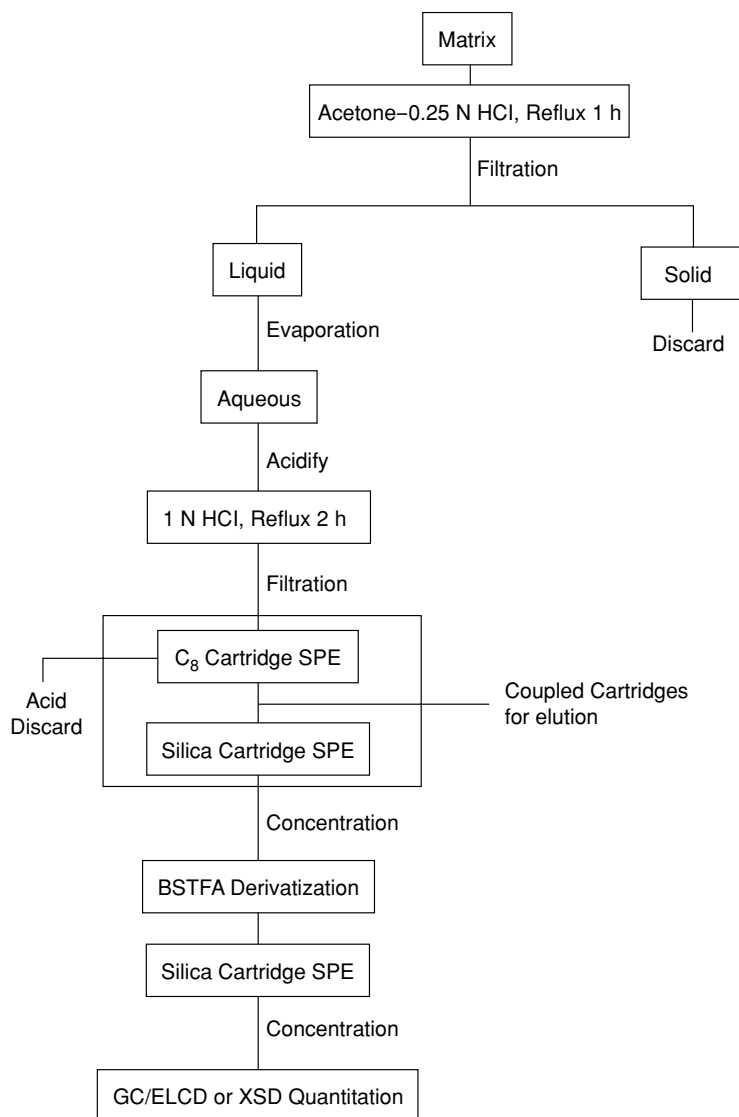 Matrix
Acetone–0.25 N HCl, Reflux 1 h
Filtration
Liquid
Solid
Evaporation
Discard
Aqueous
Acidify
1 N HCl, Reflux 2 h
Filtration
C8 Cartridge SPE
Acid
Discard
Coupled Cartridges
for elution
Silica Cartridge SPE
Concentration
BSTFA Derivatization
Silica Cartridge SPE
Concentration
GC/ELCD or XSD Quantitation